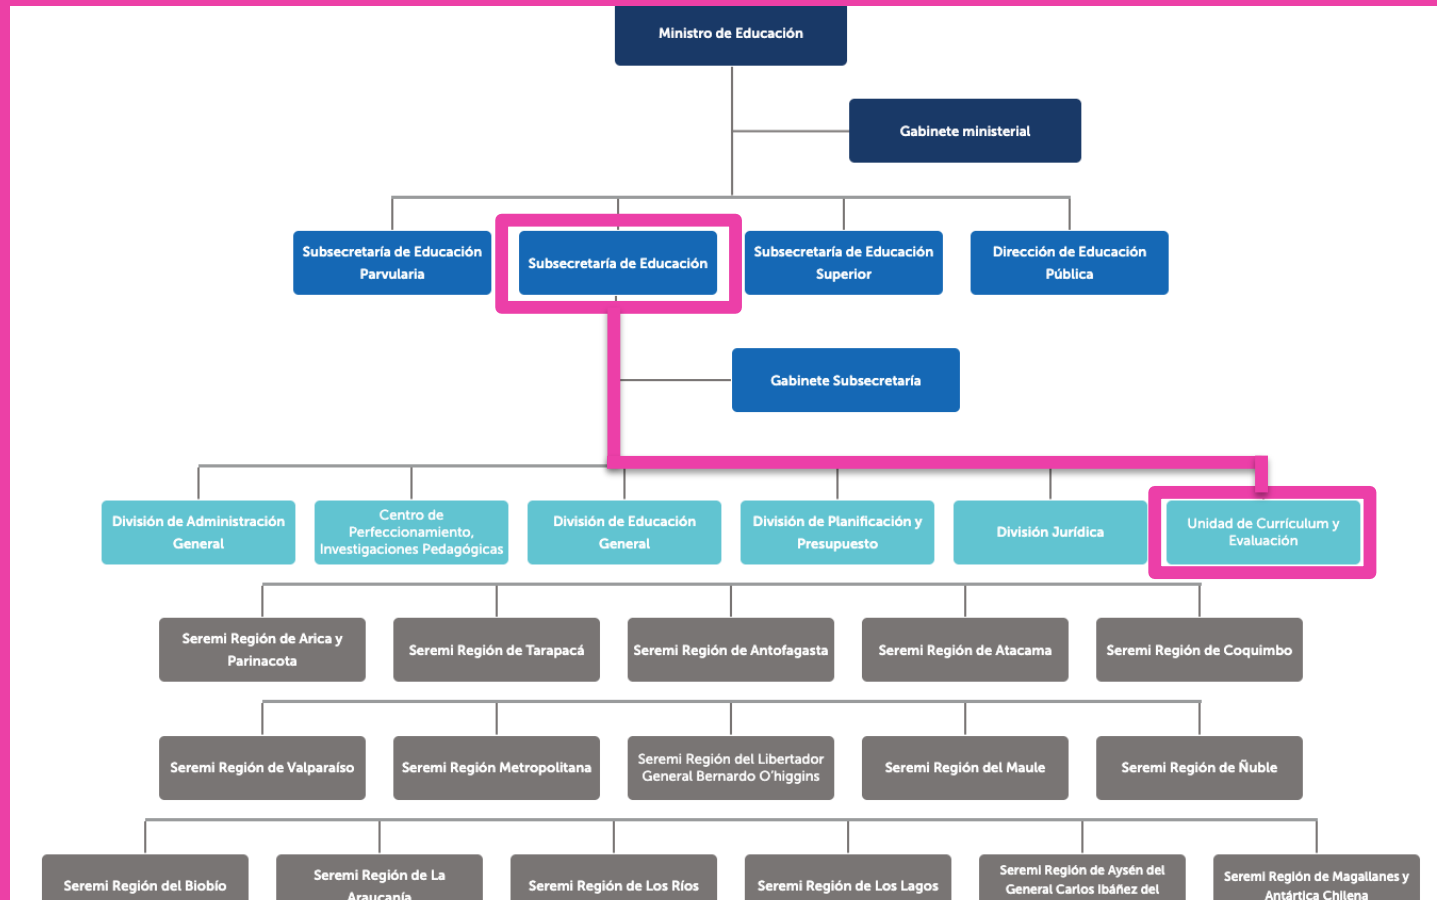 Ministro de Educación
Gabinete ministerial
Subsecretaría de Educación
Parvularia
Subsecretaría de Educación
Subsecretaría de Educación
Superior
Dirección de Educación
Pública
Gabinete Subsecretaría
División de Administración
General
Centro de
Perfeccionamiento,
Investigaciones Pedagógicas
División de Educación
General
División de Planificación y
Presupuesto
División Jurídica
Unidad de Currículum y
Evaluación
Seremi Región de Arica y
Parinacota
Seremi Región de Tarapacá
Seremi Región de Antofagasta
Seremi Región de Atacama
Seremi Región de Coquimbo
Seremi Región de Valparaíso
Seremi Región Metropolitana
Seremi Región del Libertador
General Bernardo O'higgins
Seremi Región del Maule
Seremi Región de Ñuble
Seremi Región del Biobío
Seremi Región de La
Araucanía
Seremi Región de Los Ríos
Seremi Región de Los Lagos
Seremi Región de Aysén del
General Carlos Ibáñez del
Seremi Región de Magallanes y
Antártica Chilena